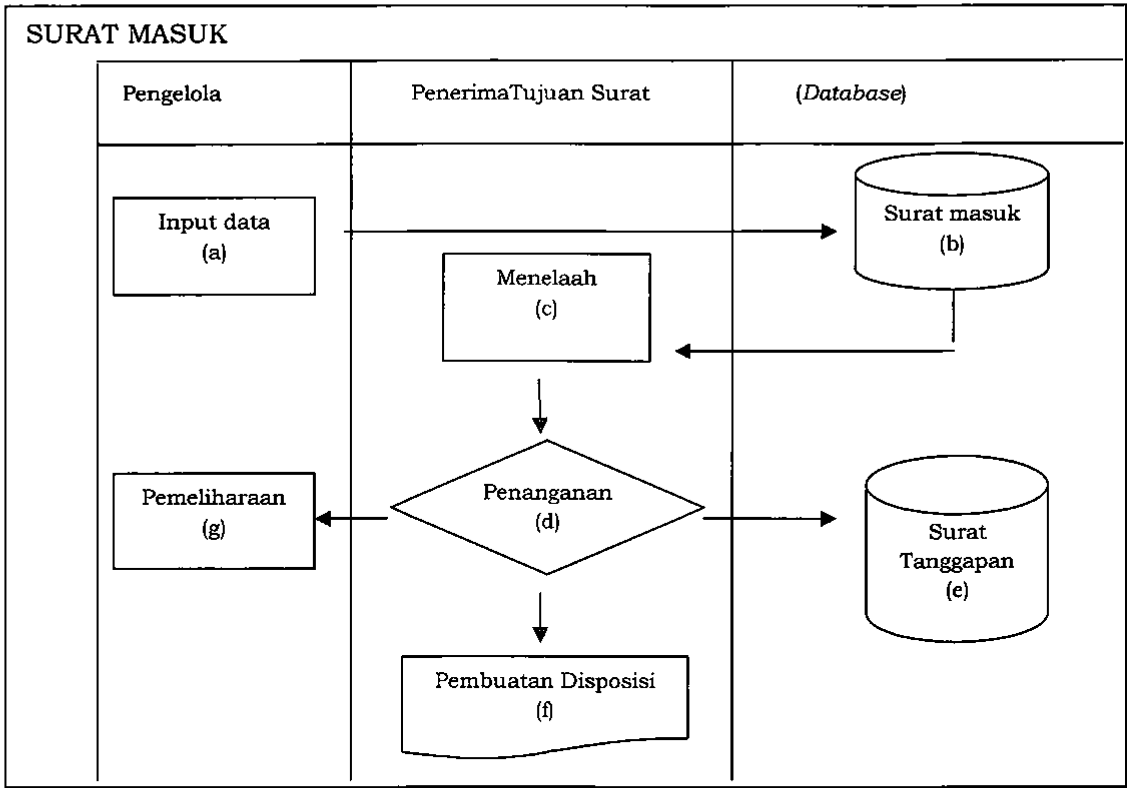 SURAT MASUK
Pengelola
PenerimaTujuan Surat
(Database)
Input data
(a)
Surat masuk
(b)
Menelaah
(c)
Penanganan
(d)
Pemeliharaan
(g)
Surat
Tanggapan
(e)
Pembuatan Disposisi
(f)